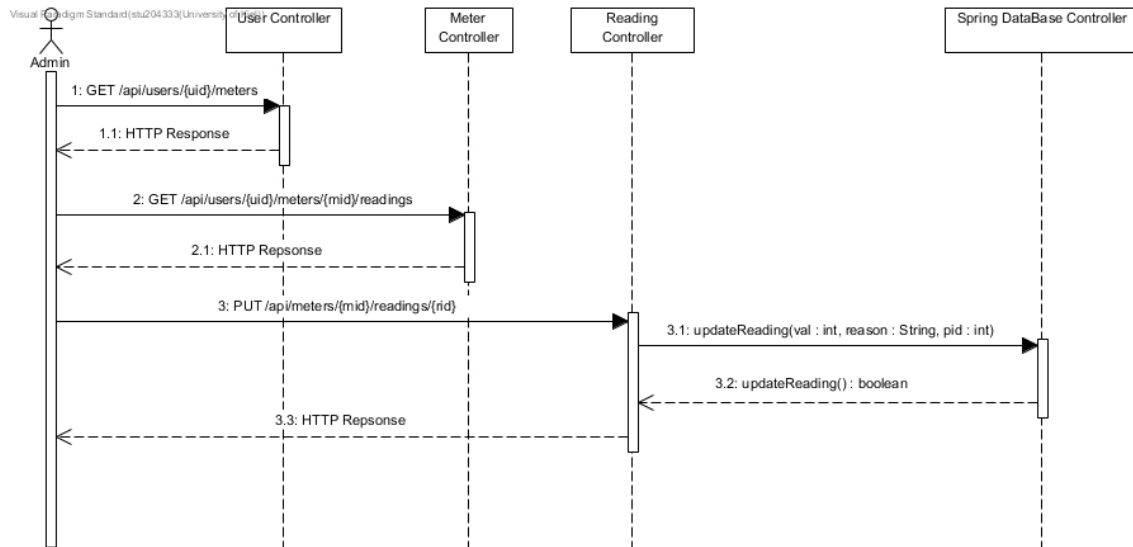 Visual Paradigm Standard(stu204333(University of
User Controller
Meter
Controller
Reading
Controller
Spring DataBase Controller
Admin
1: GET /api/users/{uid}/meters
1.1: HTTP Response
2: GET /api/users/{uid}/meters/{mid}/readings
2.1: HTTP Repsonse
3: PUT /api/meters/{mid}/readings/{rid}
3.1: updateReading(val : int, reason : String, pid : int)
3.2: updateReading() : boolean
3.3: HTTP Repsonse